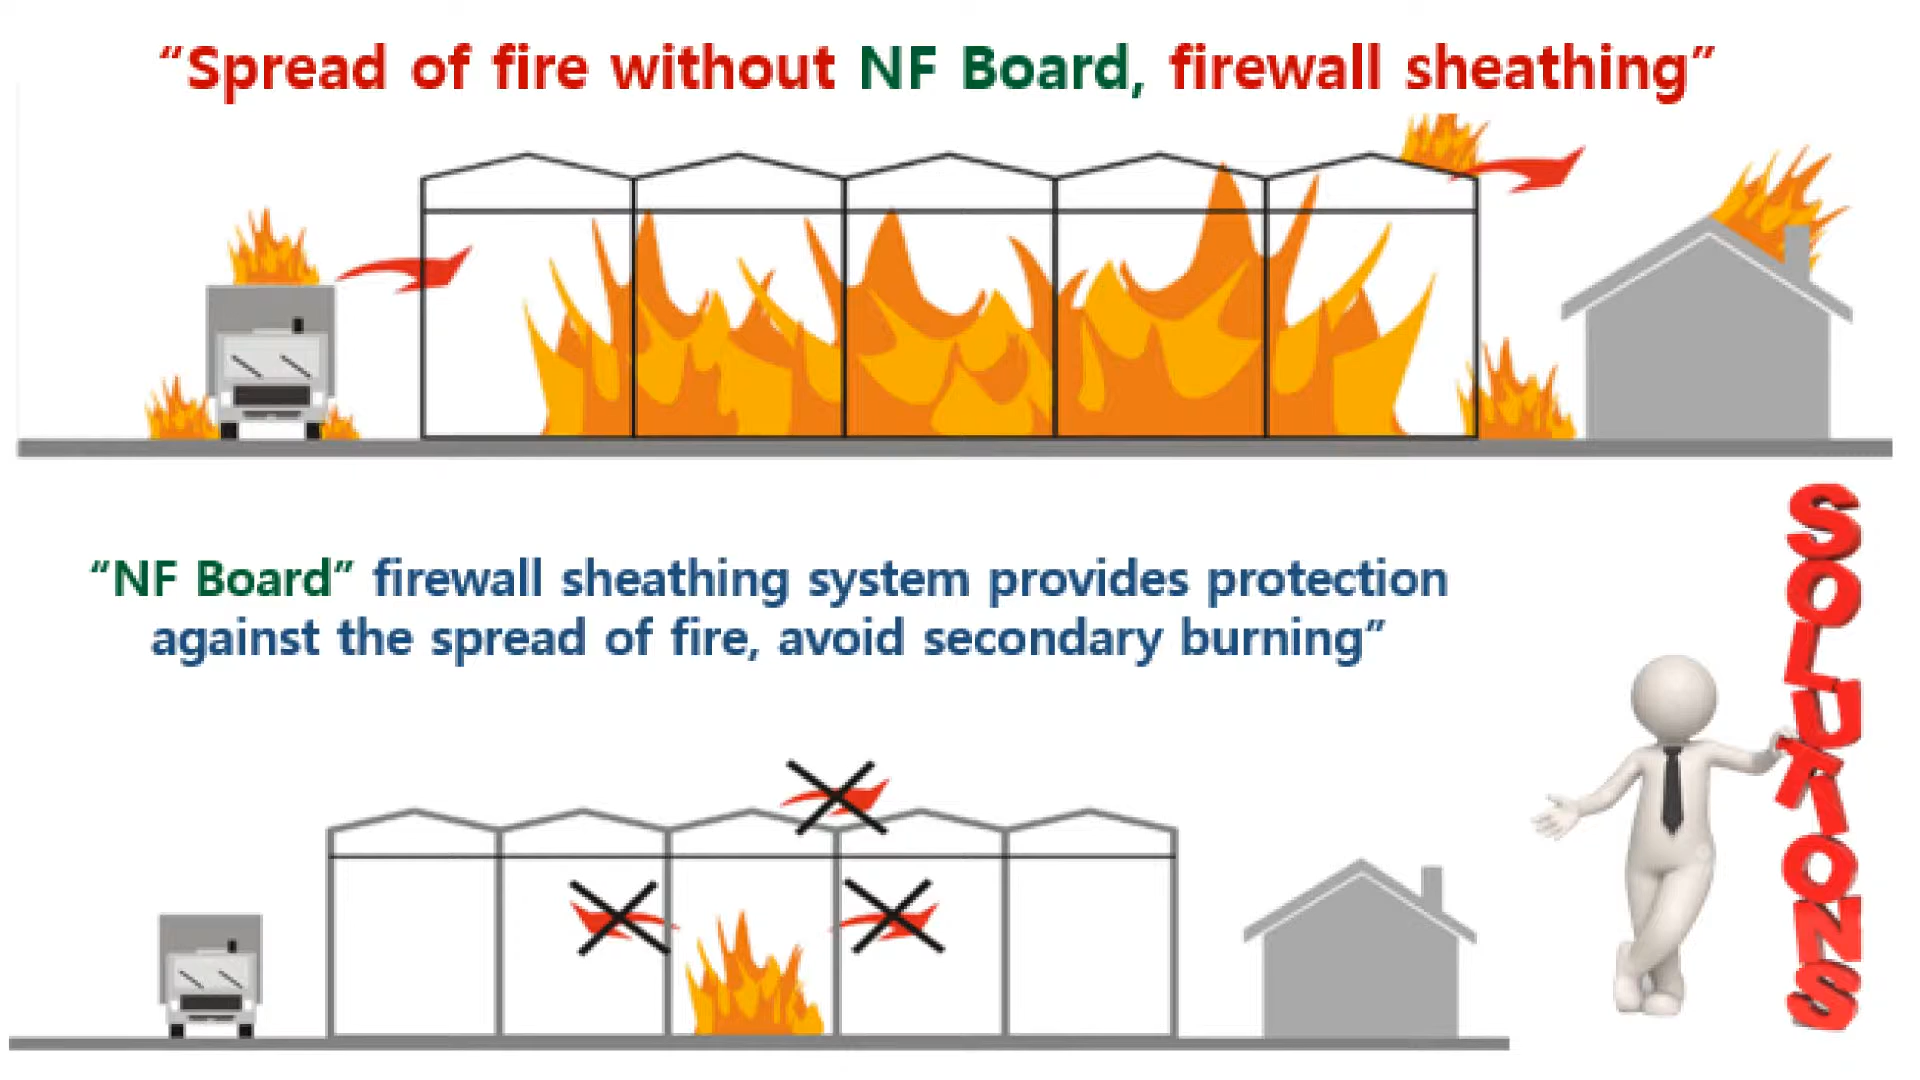 “Spread of fire without NF Board, firewall sheathing”
“NF Board” firewall sheathing system provides protection
against the spread of fire, avoid secondary burning”
SOLUTIONS